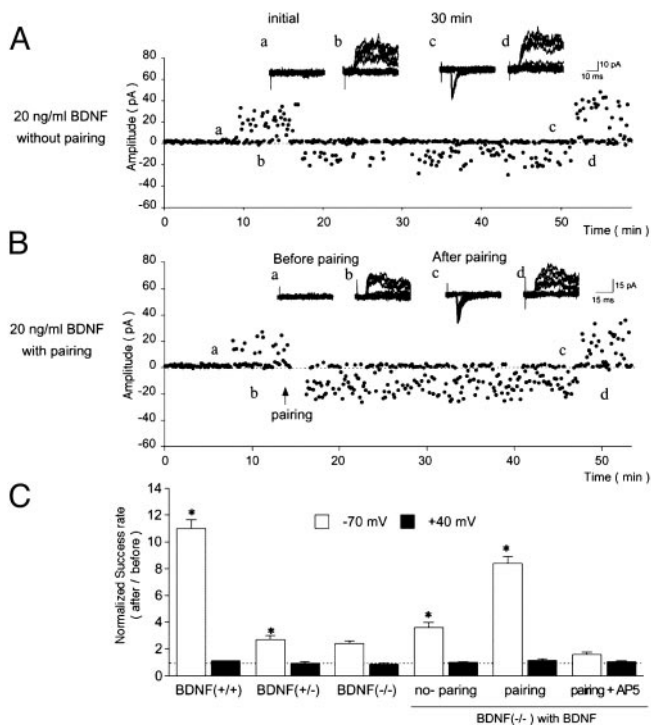 A
initial
30 min
a
b
c
d
10 pA
10 ms
20 ng/ml BDNF
without pairing
Amplitude ( pA )
80
60
40
20
0
-20
-40
-60
a
b
c
d
0
10
20
30
40
50
Time ( min )
B
Before pairing
After pairing
a
b
c
d
15 pA
15 ms
20 ng/ml BDNF
with pairing
Amplitude ( pA )
60
40
20
0
-20
-40
-60
a
b
c
d
pairing
0
10
20
30
40
50
Time ( min )
C
Normalized Success rate
( after / before )
14
12
10
8
6
4
2
0
* * * *
-70 mV
+40 mV
BDNF(+/+)
BDNF(+/-)
BDNF(-/-)
no- paring
pairing
pairing + AP5
BDNF(-/-) with BDNF